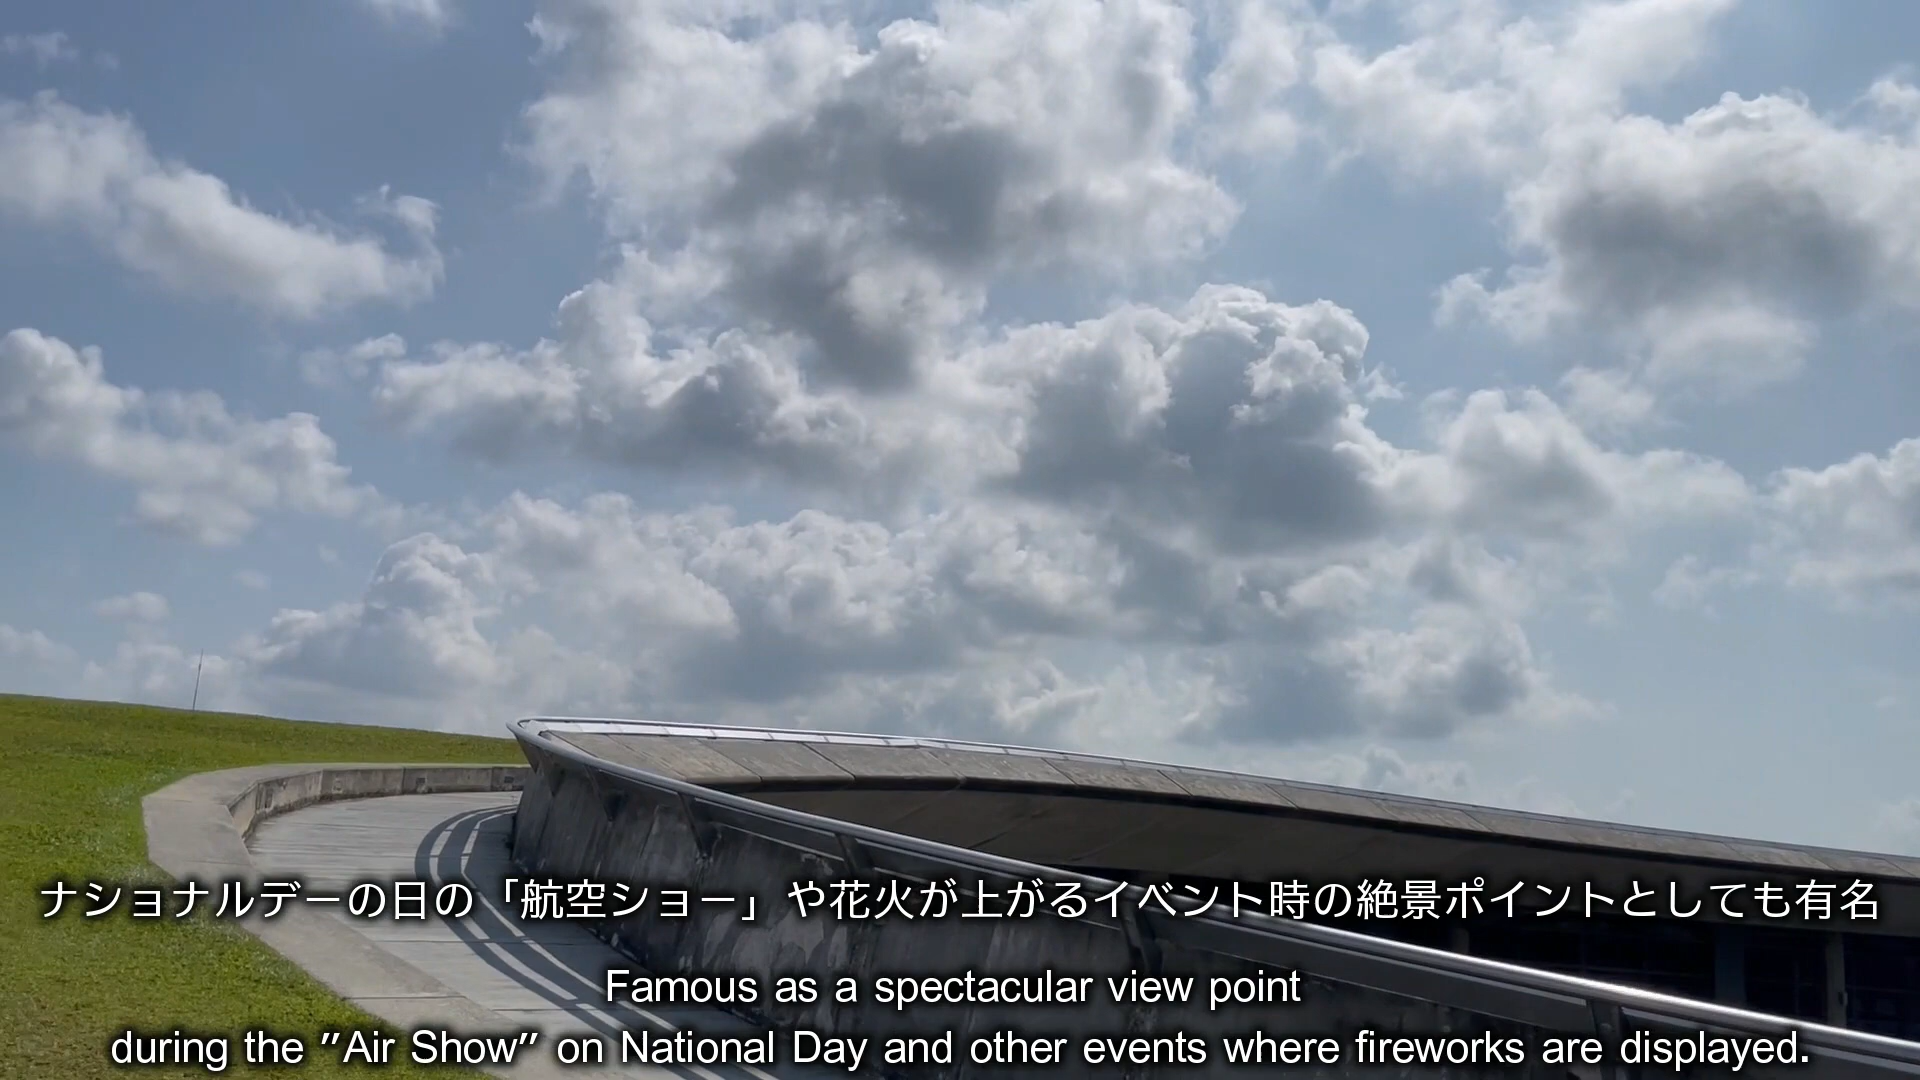 ナショナルデーの日の「航空ショー」や花火が上がるイベント時の絶景ポイントとしても有名
Famous as a spectacular view point
during the "Air Show" on National Day and other events where fireworks are displayed.